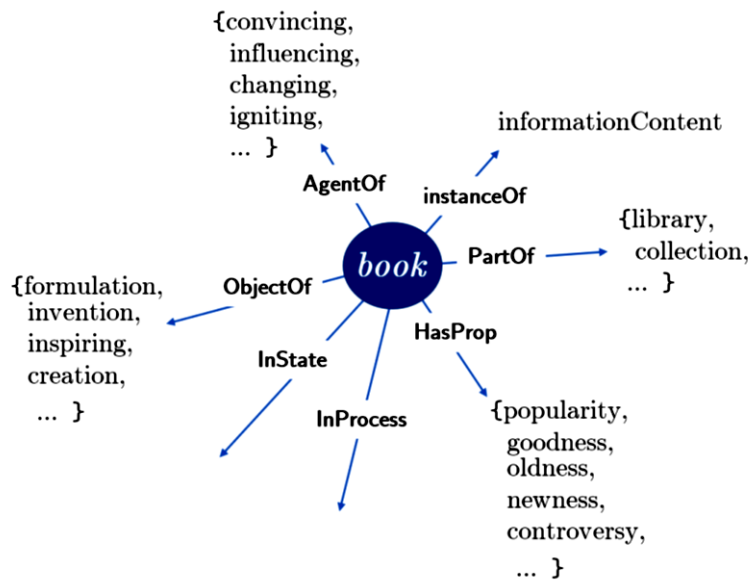 {convincing,
influencing,
changing,
igniting,
... }
informationContent
AgentOf
instanceOf
{library,
collection,
... }
book
PartOf
ObjectOf
{formulation,
invention,
inspiring,
creation,
... }
HasProp
InState
InProcess
{popularity,
goodness,
oldness,
newness,
controversy,
... }